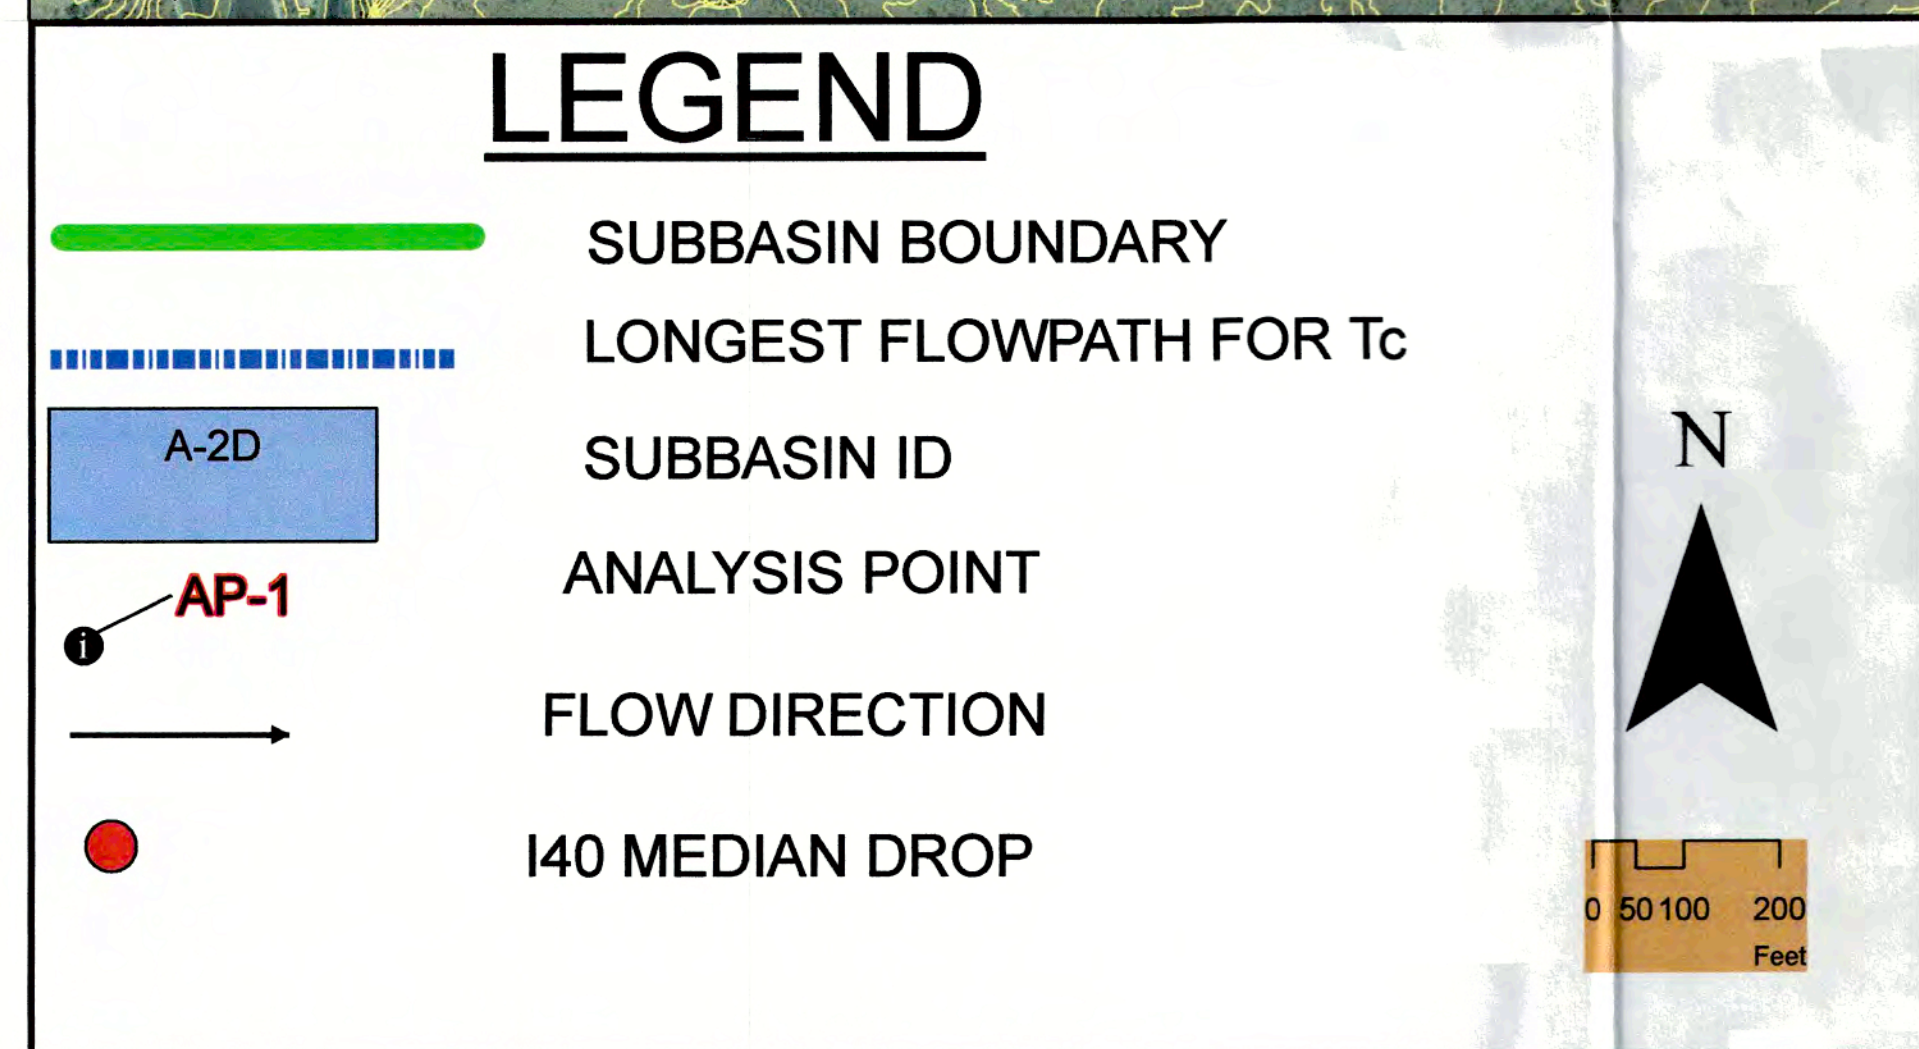 LEGEND
SUBBASIN BOUNDARY
LONGEST FLOWPATH FOR Tc
A-2D
SUBBASIN ID
N
AP-1
i
ANALYSIS POINT
FLOW DIRECTION
I40 MEDIAN DROP
0 50 100 200
Feet